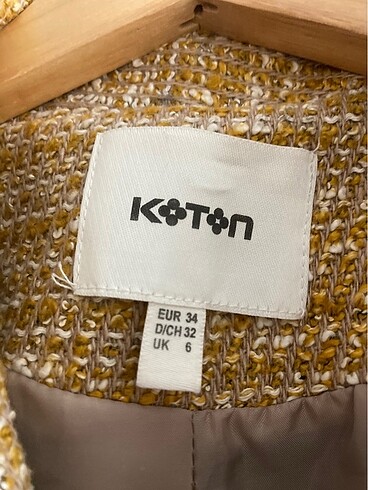 KOTON
EUR 34
D/CH 32
UK 6